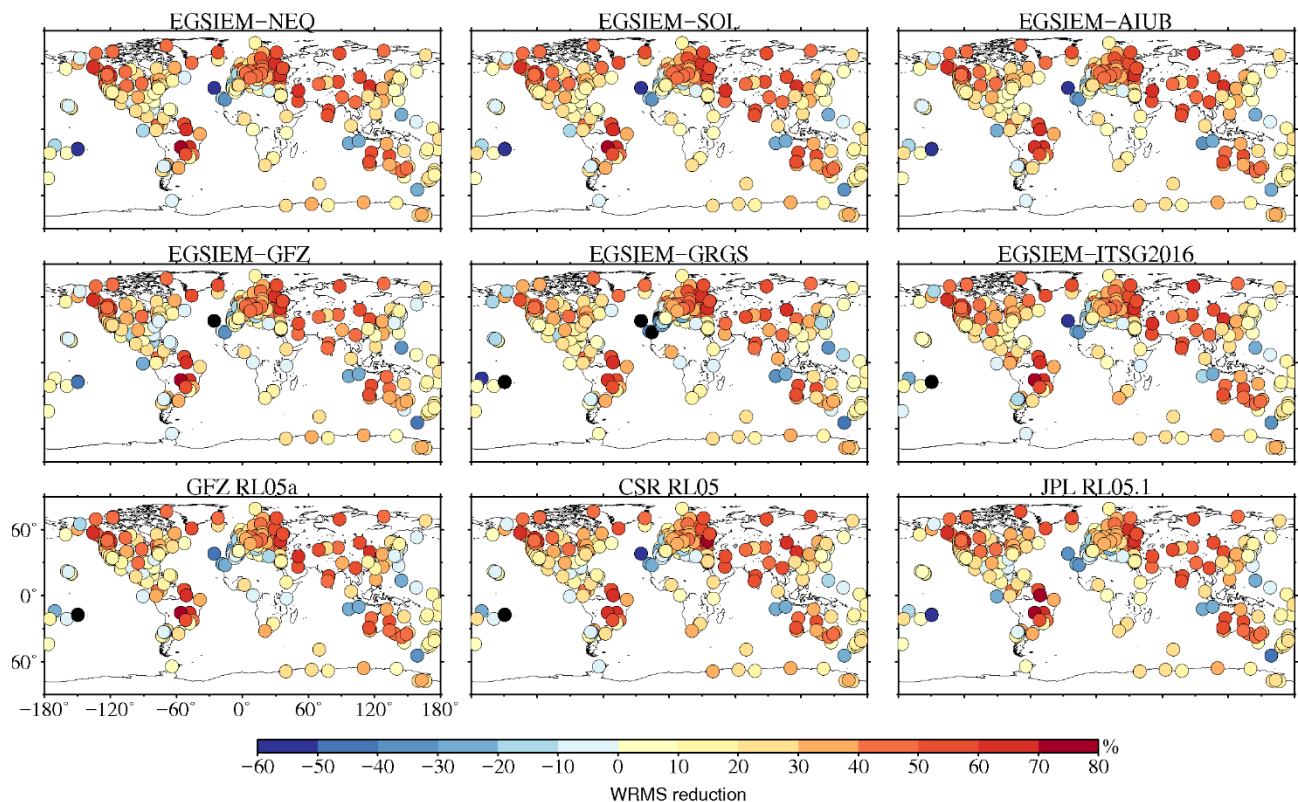 EGSIEM−NEQ
EGSIEM−SOL
EGSIEM−AIUB
EGSIEM−GFZ
EGSIEM−GRGS
EGSIEM−ITSG2016
GFZ RL05a
CSR RL05
JPL RL05.1
60°
0°
60°
−180° −120° −60° 0° 60° 120° 180°
%
−60 −50 −40 −30 −20 −10 0 10 20 30 40 50 60 70 80
WRMS reduction